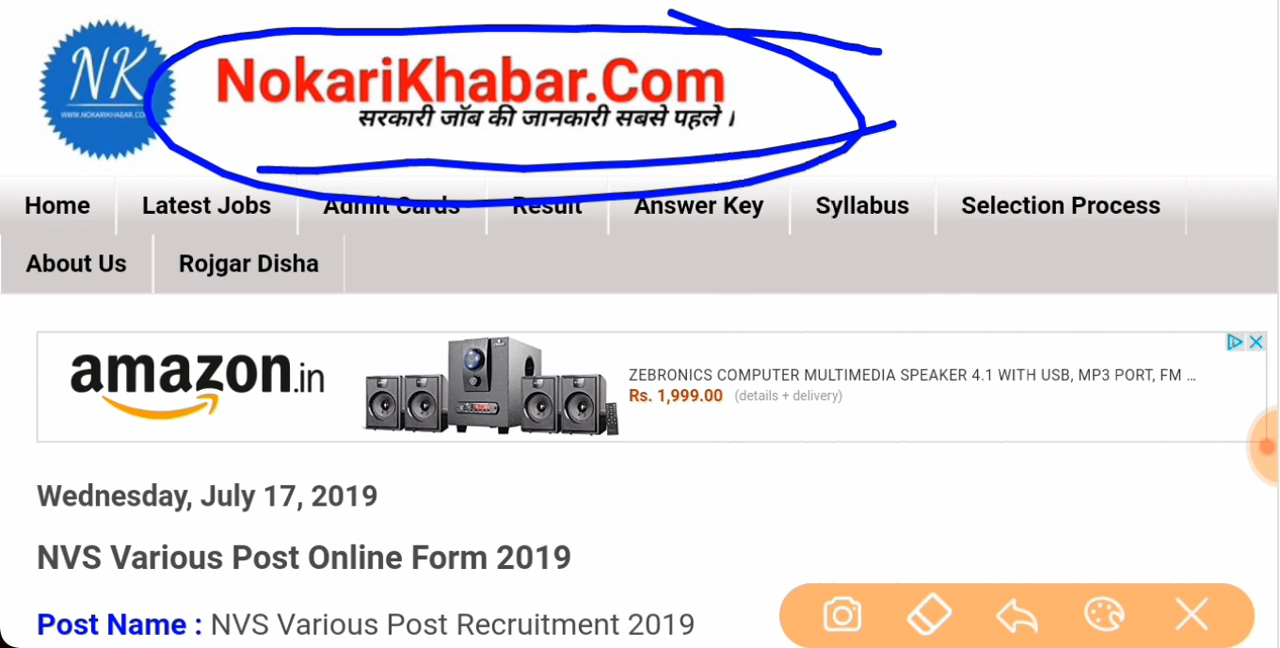 NK
WWW.NOKARIKHABAR.COM
NokariKhabar.Com
सरकारी जॉब की जानकारी सबसे पहले ।
Home Latest Jobs Admit Cards Result Answer Key Syllabus Selection Process
About Us Rojgar Disha
amazon.in
ZEBRONICS COMPUTER MULTIMEDIA SPEAKER 4.1 WITH USB, MP3 PORT, FM ...
Rs. 1,999.00 (details + delivery)
Wednesday, July 17, 2019
NVS Various Post Online Form 2019
Post Name : NVS Various Post Recruitment 2019